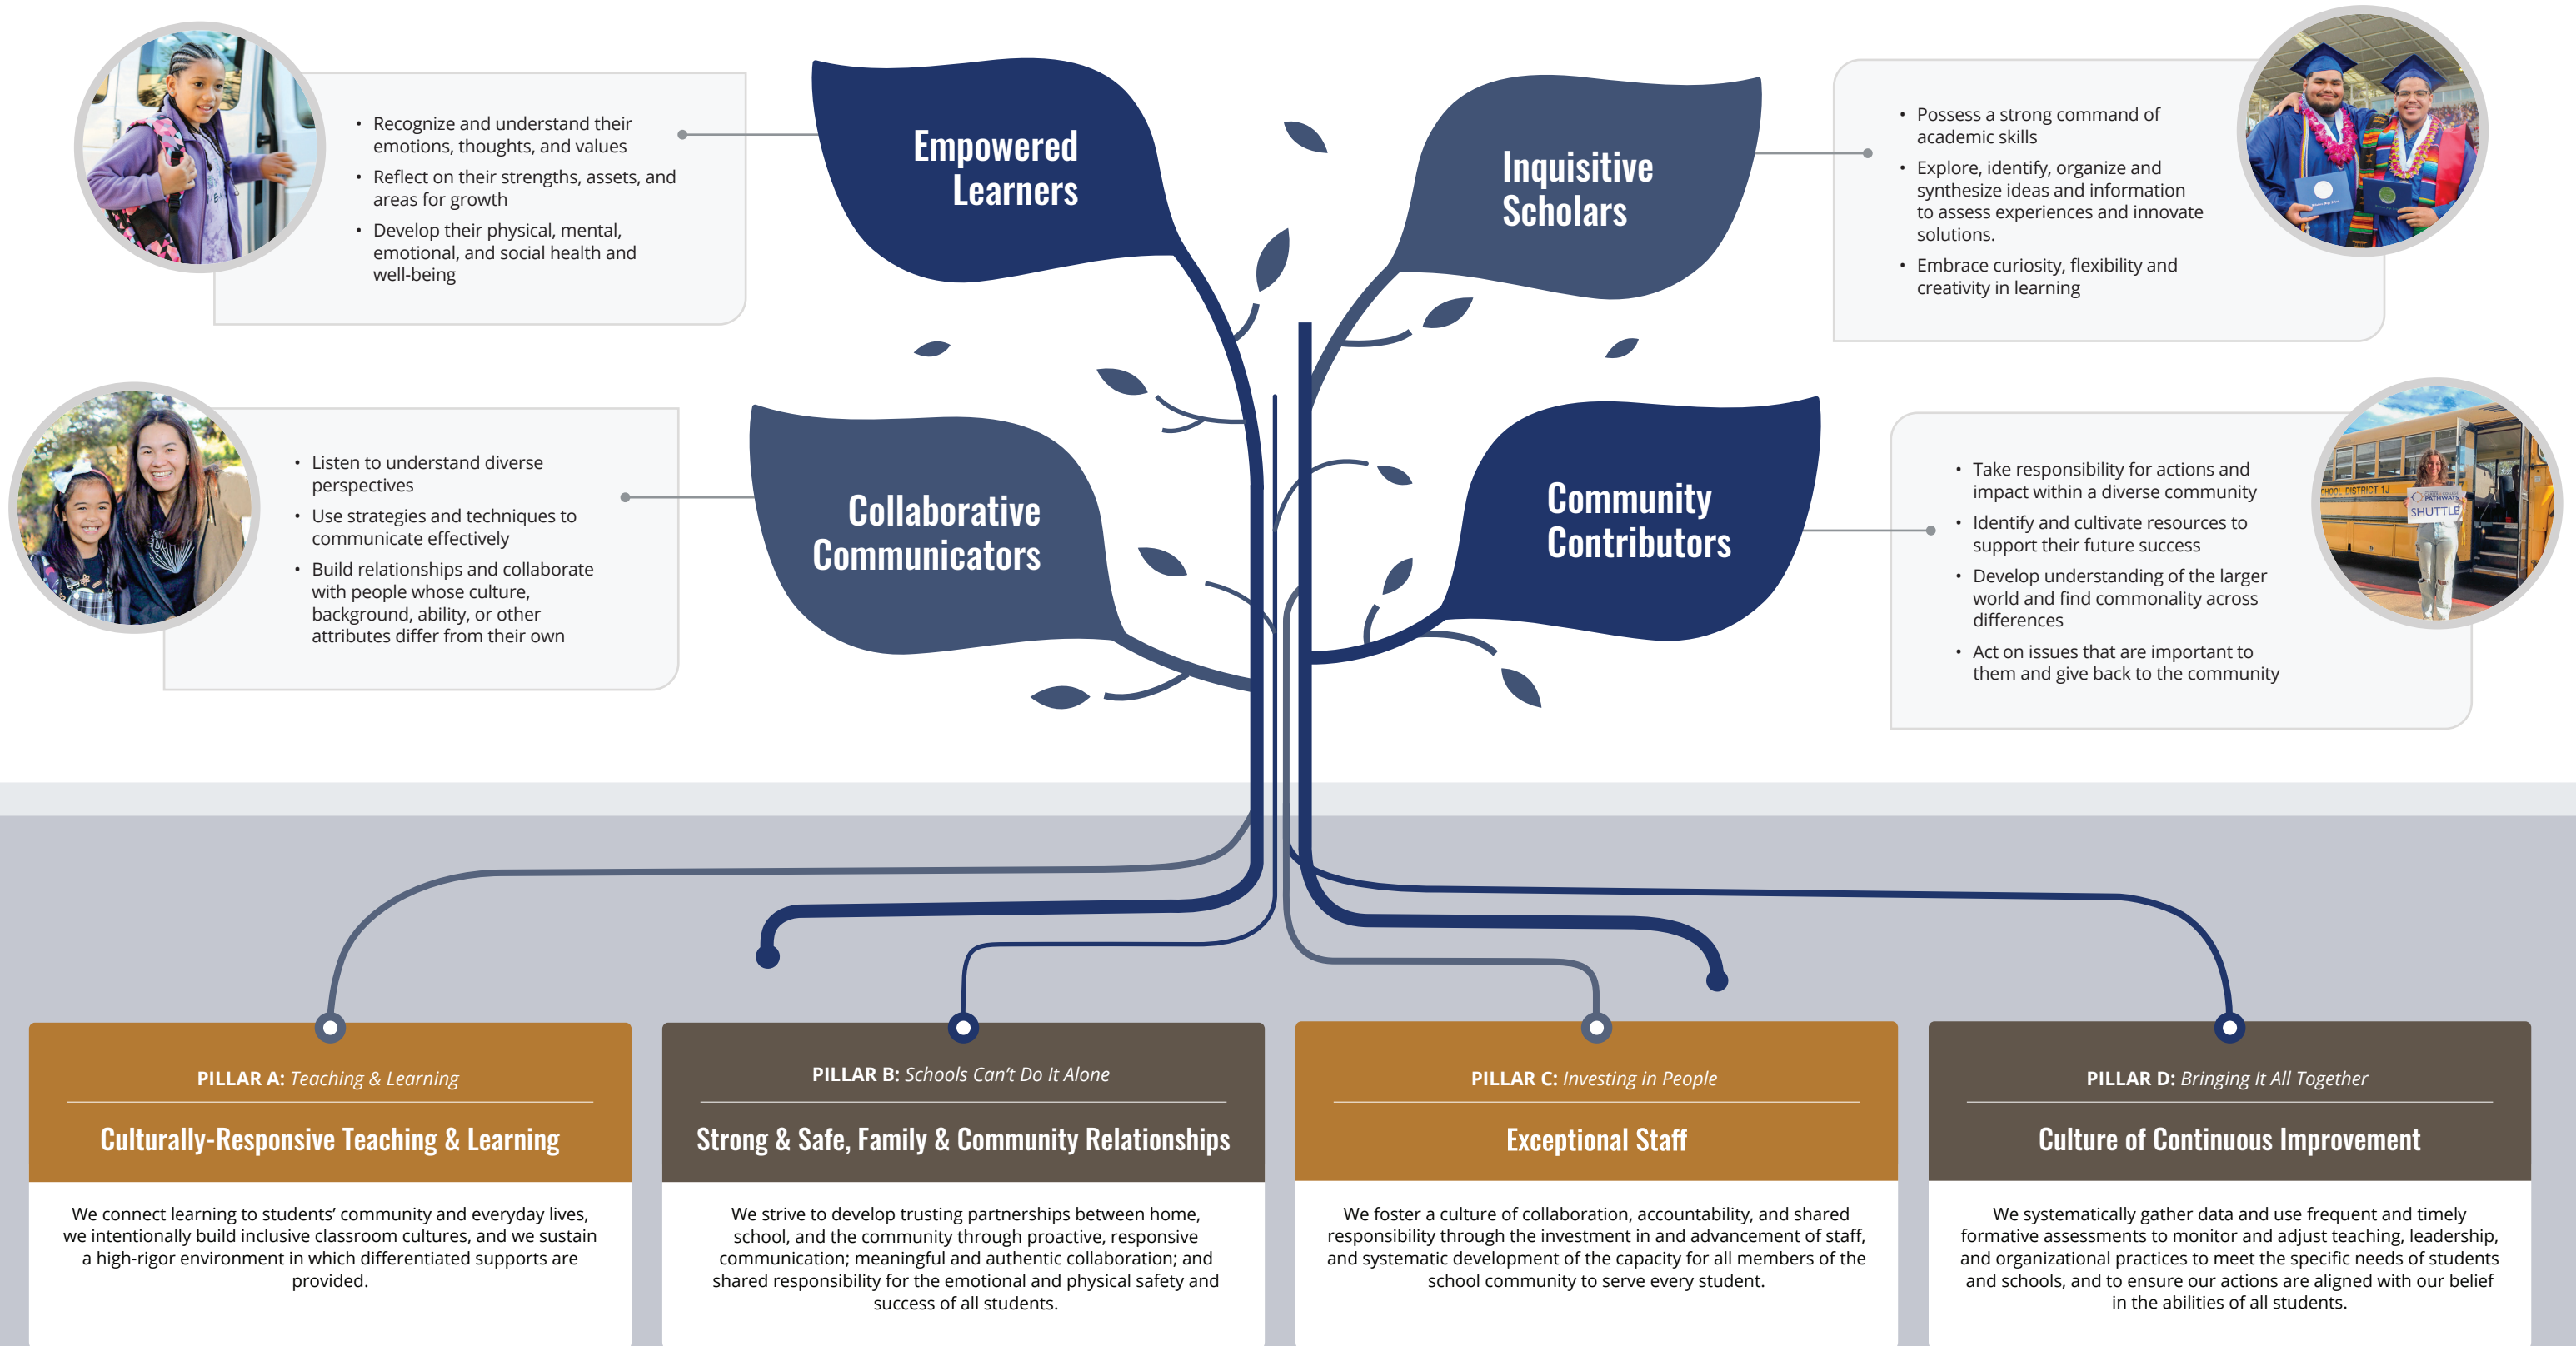 Empowered
Learners
• Recognize and understand their
emotions, thoughts, and values
• Reflect on their strengths, assets, and
areas for growth
• Develop their physical, mental,
emotional, and social health and
well-being
Inquisitive
Scholars
• Possess a strong command of
academic skills
• Explore, identify, organize and
synthesize ideas and information
to assess experiences and innovate
solutions.
• Embrace curiosity, flexibility and
creativity in learning
Collaborative
Communicators
• Listen to understand diverse
perspectives
• Use strategies and techniques to
communicate effectively
• Build relationships and collaborate
with people whose culture,
background, ability, or other
attributes differ from their own
Community
Contributors
• Take responsibility for actions and
impact within a diverse community
• Identify and cultivate resources to
support their future success
• Develop understanding of the larger
world and find commonality across
differences
• Act on issues that are important to
them and give back to the community
SCHOOL DISTRICT 1J
PATHWAYS
SHUTTLE
PILLAR A: Teaching & Learning
Culturally-Responsive Teaching & Learning
We connect learning to students’ community and everyday lives,
we intentionally build inclusive classroom cultures, and we sustain
a high-rigor environment in which differentiated supports are
provided.
PILLAR B: Schools Can’t Do It Alone
Strong & Safe, Family & Community Relationships
We strive to develop trusting partnerships between home,
school, and the community through proactive, responsive
communication; meaningful and authentic collaboration; and
shared responsibility for the emotional and physical safety and
success of all students.
PILLAR C: Investing in People
Exceptional Staff
We foster a culture of collaboration, accountability, and shared
responsibility through the investment in and advancement of staff,
and systematic development of the capacity for all members of the
school community to serve every student.
PILLAR D: Bringing It All Together
Culture of Continuous Improvement
We systematically gather data and use frequent and timely
formative assessments to monitor and adjust teaching, leadership,
and organizational practices to meet the specific needs of students
and schools, and to ensure our actions are aligned with our belief
in the abilities of all students.